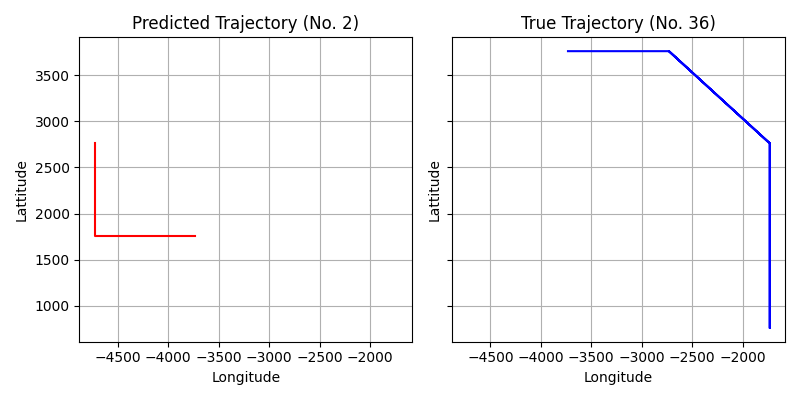 Predicted Trajectory (No. 2)
True Trajectory (No. 36)
Lattitude
3500
3000
2500
2000
1500
1000
−4500 −4000 −3500 −3000 −2500 −2000
Longitude
Lattitude
−4500 −4000 −3500 −3000 −2500 −2000
Longitude